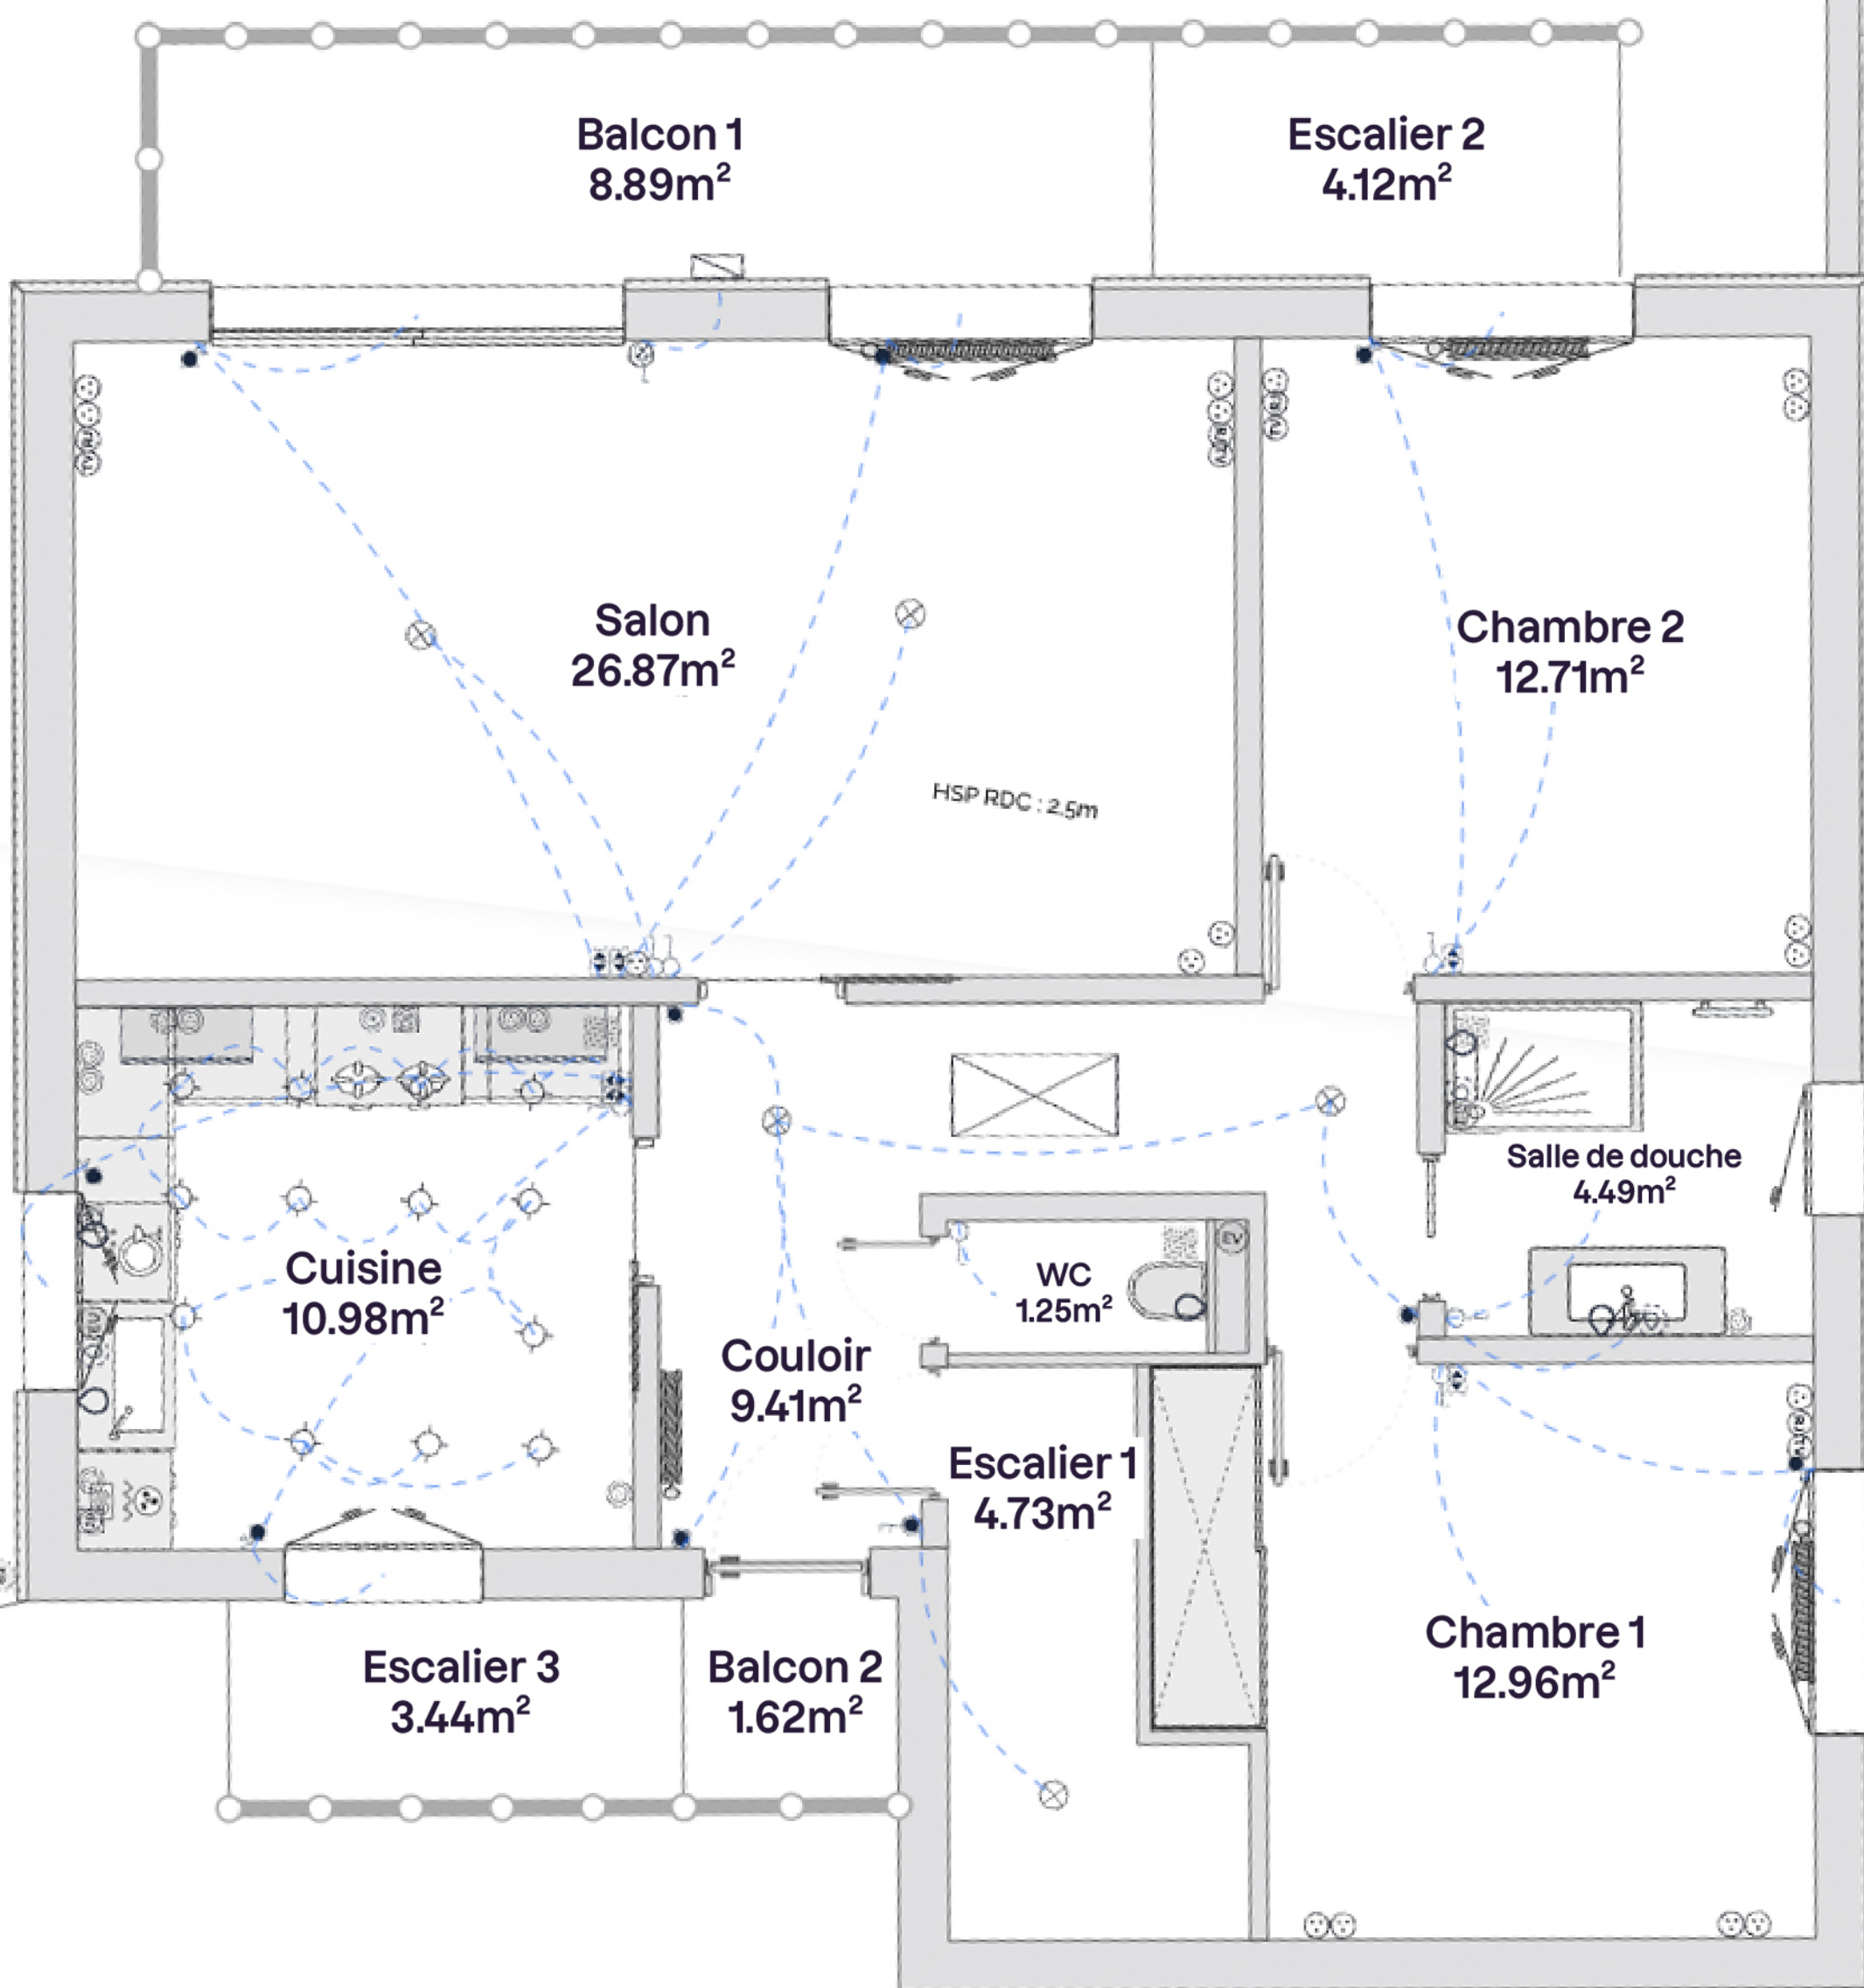 Balcon 1
8.89m²
Escalier 2
4.12m²
Salon
26.87m²
Chambre 2
12.71m²
HSP RDC : 2.5m
Salle de douche
4.49m²
Cuisine
10.98m²
WC
1.25m²
Couloir
9.41m²
Escalier 1
4.73m²
Chambre 1
12.96m²
Escalier 3
3.44m²
Balcon 2
1.62m²